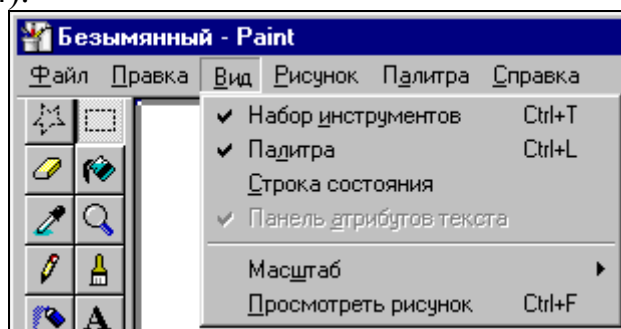 Безымянный - Paint
Файл Правка Вид Рисунок Палитра Справка
Набор инструментов Ctrl+T
Палитра Ctrl+L
Строка состояния
Панель атрибутов текста
Масштаб
Просмотреть рисунок Ctrl+F
A